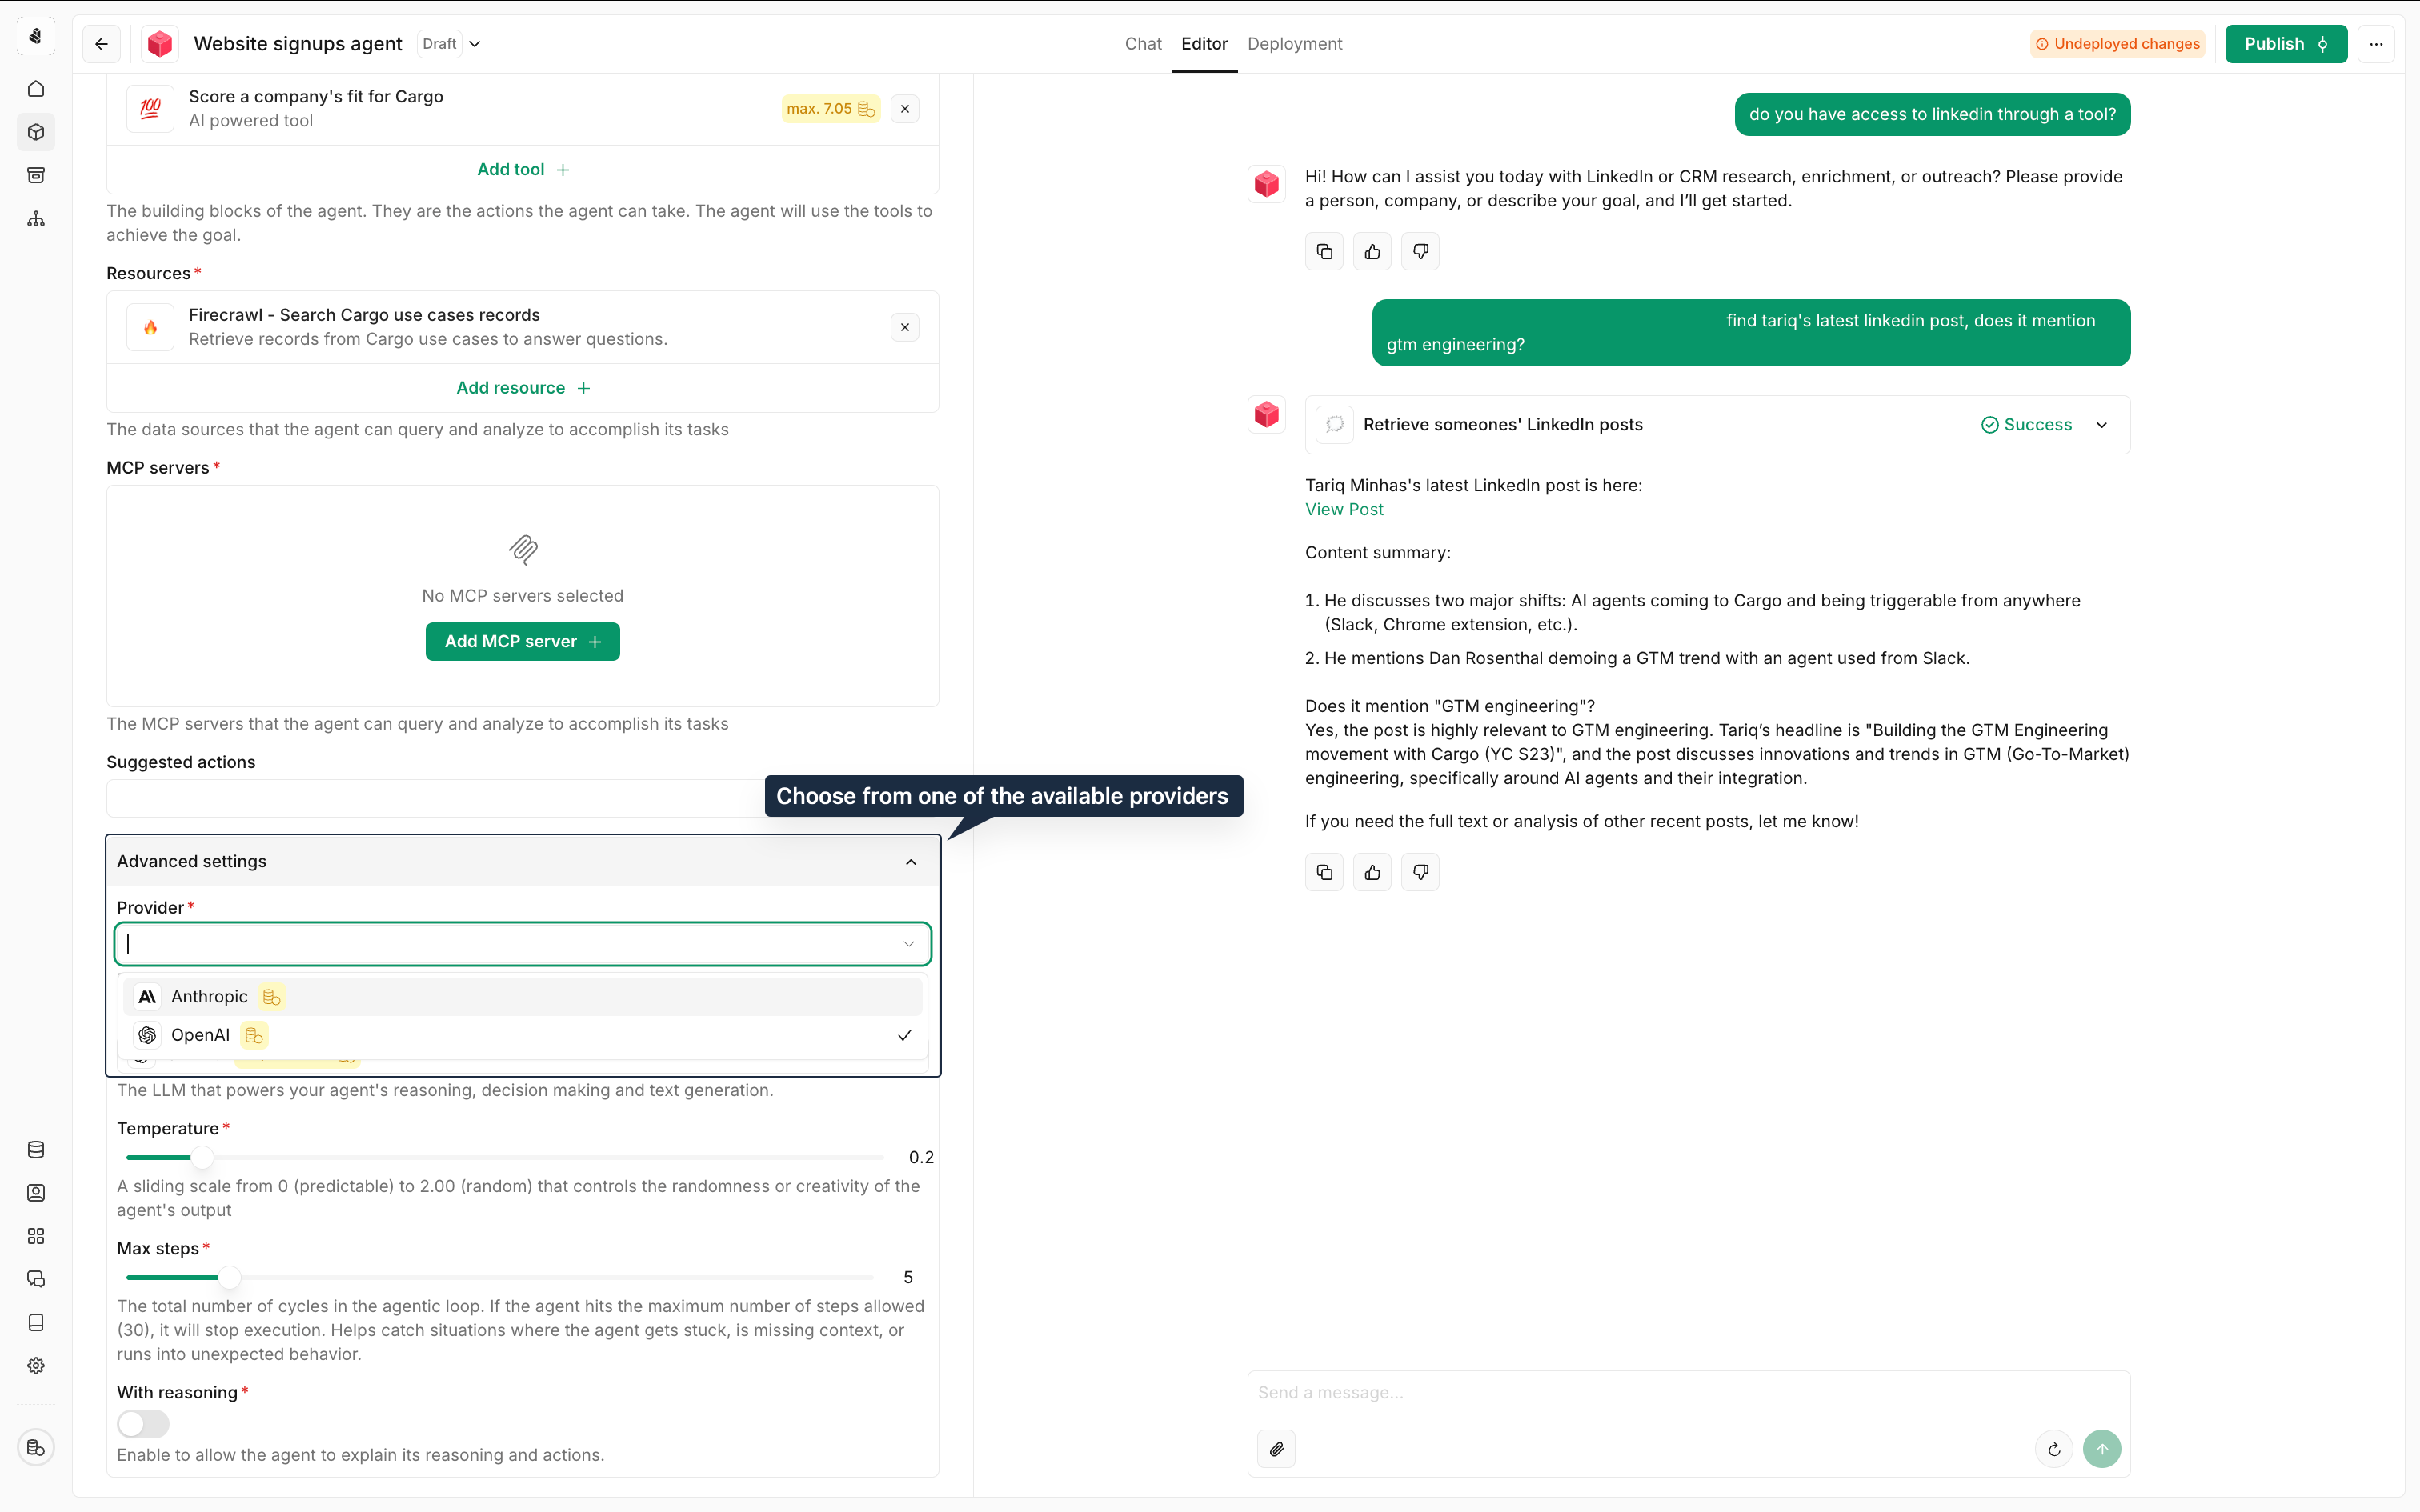 Website signups agent
Draft
Chat
Editor
Deployment
Undeployed changes
Publish
100
Score a company's fit for Cargo
AI powered tool
max. 7.05
Add tool +
The building blocks of the agent. They are the actions the agent can take. The agent will use the tools to
achieve the goal.
Resources*
Firecrawl - Search Cargo use cases records
Retrieve records from Cargo use cases to answer questions.
Add resource +
The data sources that the agent can query and analyze to accomplish its tasks
MCP servers*
No MCP servers selected
Add MCP server +
The MCP servers that the agent can query and analyze to accomplish its tasks
Suggested actions
Choose from one of the available providers
Advanced settings
Provider*
Anthropic
OpenAI
The LLM that powers your agent's reasoning, decision making and text generation.
Temperature*
0.2
A sliding scale from 0 (predictable) to 2.00 (random) that controls the randomness or creativity of the
agent's output
Max steps*
5
The total number of cycles in the agentic loop. If the agent hits the maximum number of steps allowed
(30), it will stop execution. Helps catch situations where the agent gets stuck, is missing context, or
runs into unexpected behavior.
With reasoning*
Enable to allow the agent to explain its reasoning and actions.
do you have access to linkedin through a tool?
Hi! How can I assist you today with LinkedIn or CRM research, enrichment, or outreach? Please provide
a person, company, or describe your goal, and I’ll get started.
find tariq's latest linkedin post, does it mention
gtm engineering?
Retrieve someones' LinkedIn posts
Success
Tariq Minhas's latest LinkedIn post is here:
View Post
Content summary:
1. He discusses two major shifts: AI agents coming to Cargo and being triggerable from anywhere
(Slack, Chrome extension, etc.).
2. He mentions Dan Rosenthal demoing a GTM trend with an agent used from Slack.
Does it mention "GTM engineering"?
Yes, the post is highly relevant to GTM engineering. Tariq’s headline is "Building the GTM Engineering
movement with Cargo (YC S23)", and the post discusses innovations and trends in GTM (Go-To-Market)
engineering, specifically around AI agents and their integration.
If you need the full text or analysis of other recent posts, let me know!
Send a message...